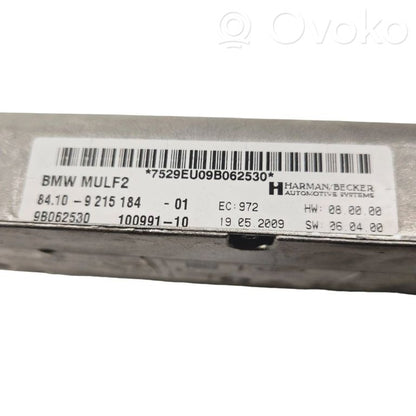 Ovoko
*7529EU09B062530*
BMW MULF2
HARMAN/BECKER
AUTOMOTIVE SYSTEMS
84.10 - 9 215 184 - 01 EC: 972 HW: 08.00.00
9B062530 100991-10 19.05.2009 SW: 06.04.00